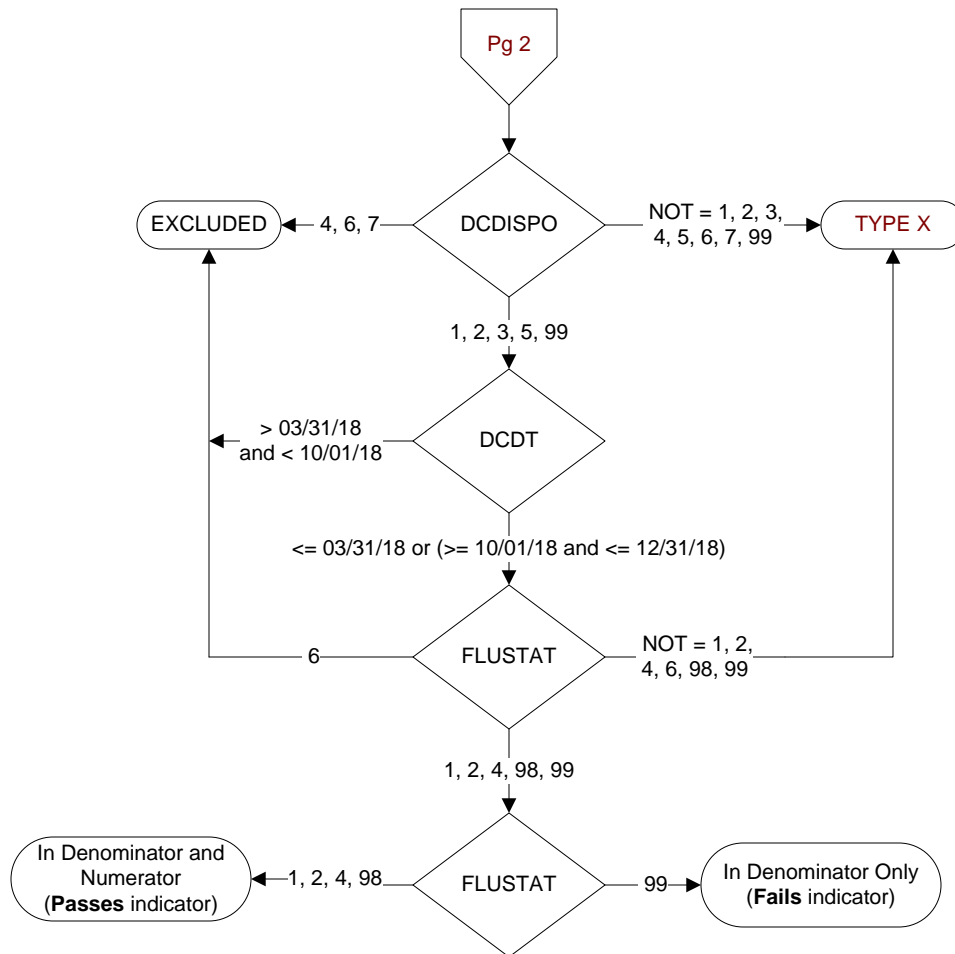 Pg 2
EXCLUDED
4, 6, 7
DCDISPO
NOT = 1, 2, 3,
4, 5, 6, 7, 99
TYPE X
1, 2, 3, 5, 99
> 03/31/18
and < 10/01/18
DCDT
<= 03/31/18 or (>= 10/01/18 and <= 12/31/18)
6
FLUSTAT
NOT = 1, 2,
4, 6, 98, 99
1, 2, 4, 98, 99
In Denominator and
Numerator
(Passes indicator)
1, 2, 4, 98
FLUSTAT
99
In Denominator Only
(Fails indicator)